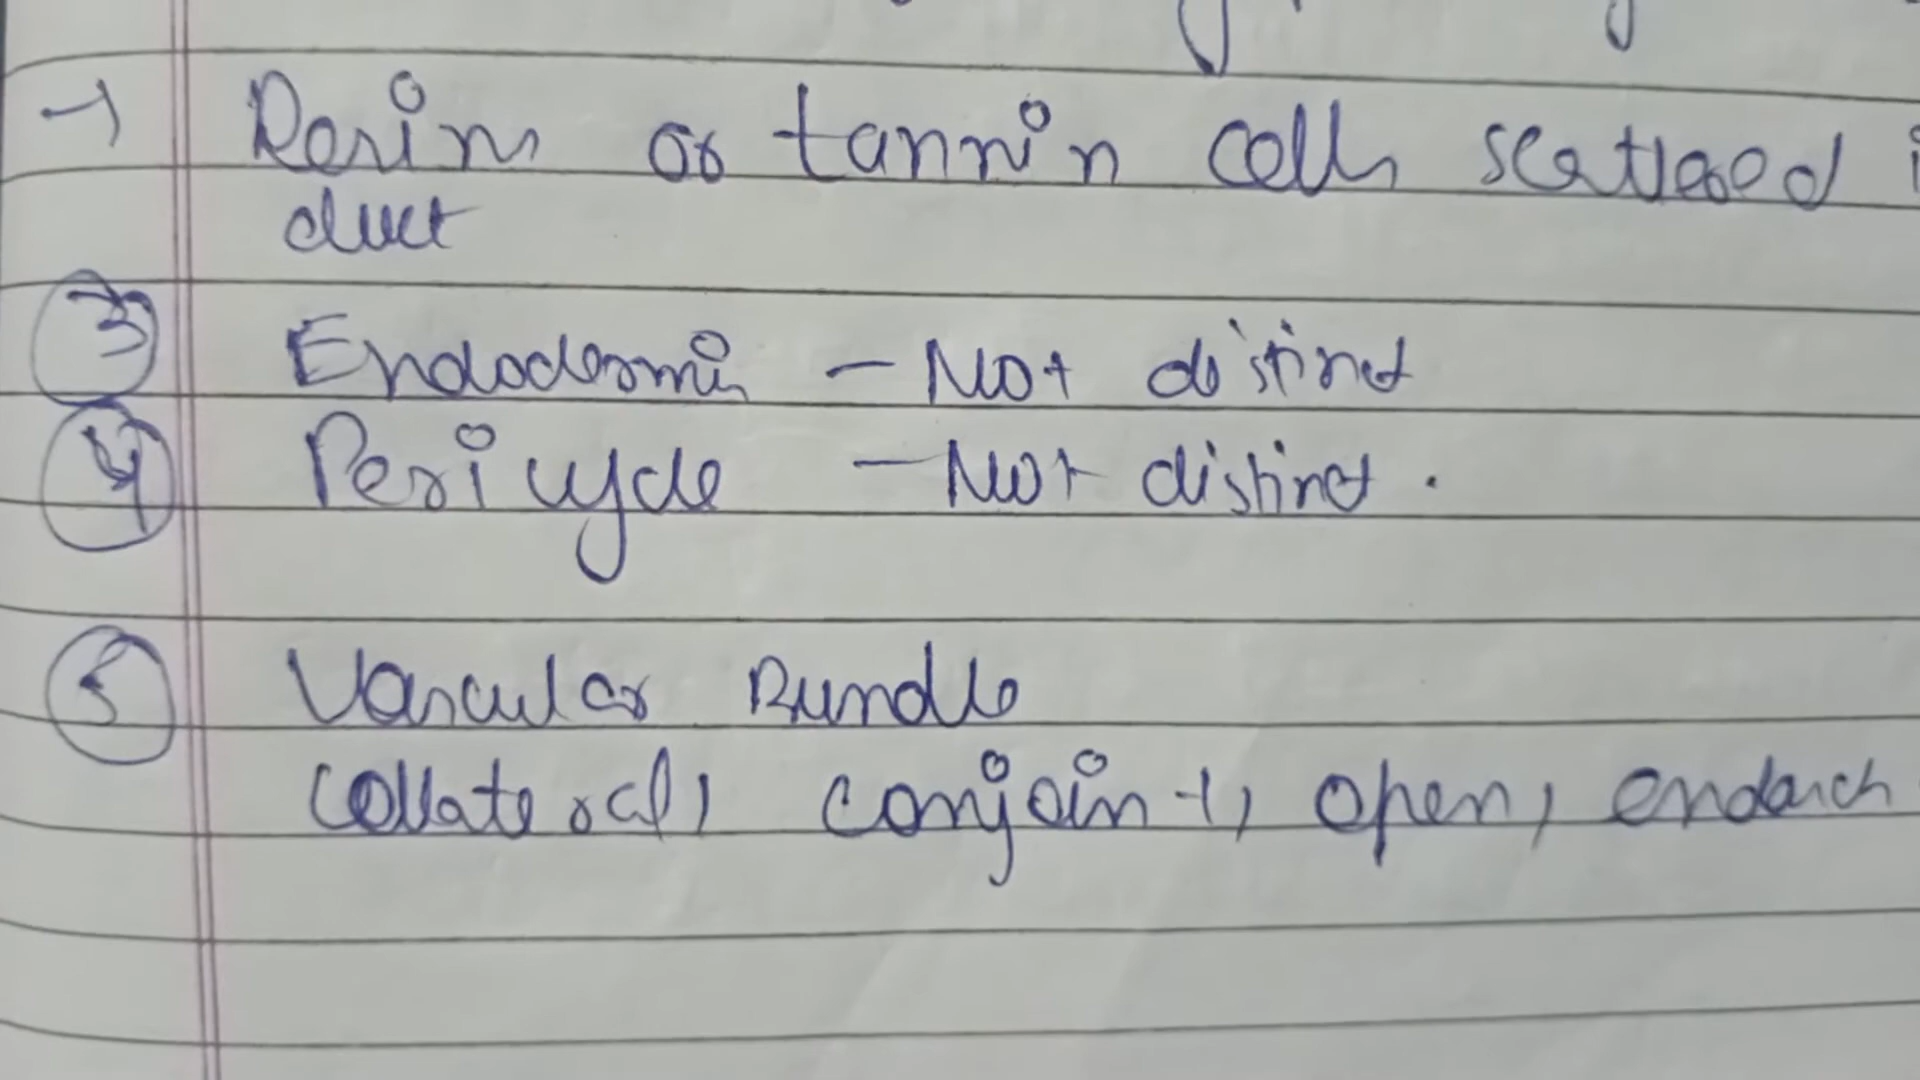 → Resins or tannin cells scattered i
duct
③ Endodermis - Not distinct
④ Pericycle - Not distinct.
⑤ Vascular Bundle
Collateral, conjoint, open, endarch